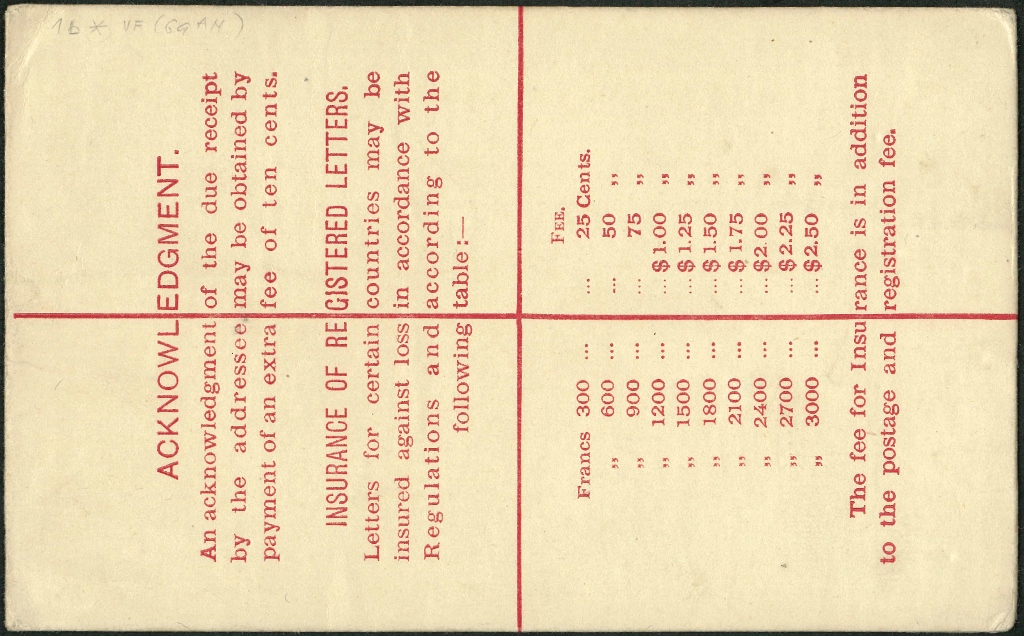 1b * VF (GGAH)
ACKNOWLEDGMENT.
An acknowledgment of the due receipt
by the addressee may be obtained by
payment of an extra fee of ten cents.
INSURANCE OF REGISTERED LETTERS.
Letters for certain countries may be
insured against loss in accordance with
Regulations and according to the
following table:—
FEE.
Francs 300 ... ... 25 Cents.
„ 600 ... ... 50 „
„ 900 ... ... 75 „
„ 1200 ... ... $1.00 „
„ 1500 ... ... $1.25 „
„ 1800 ... ... $1.50 „
„ 2100 ... ... $1.75 „
„ 2400 ... ... $2.00 „
„ 2700 ... ... $2.25 „
„ 3000 ... ... $2.50 „
The fee for Insurance is in addition
to the postage and registration fee.